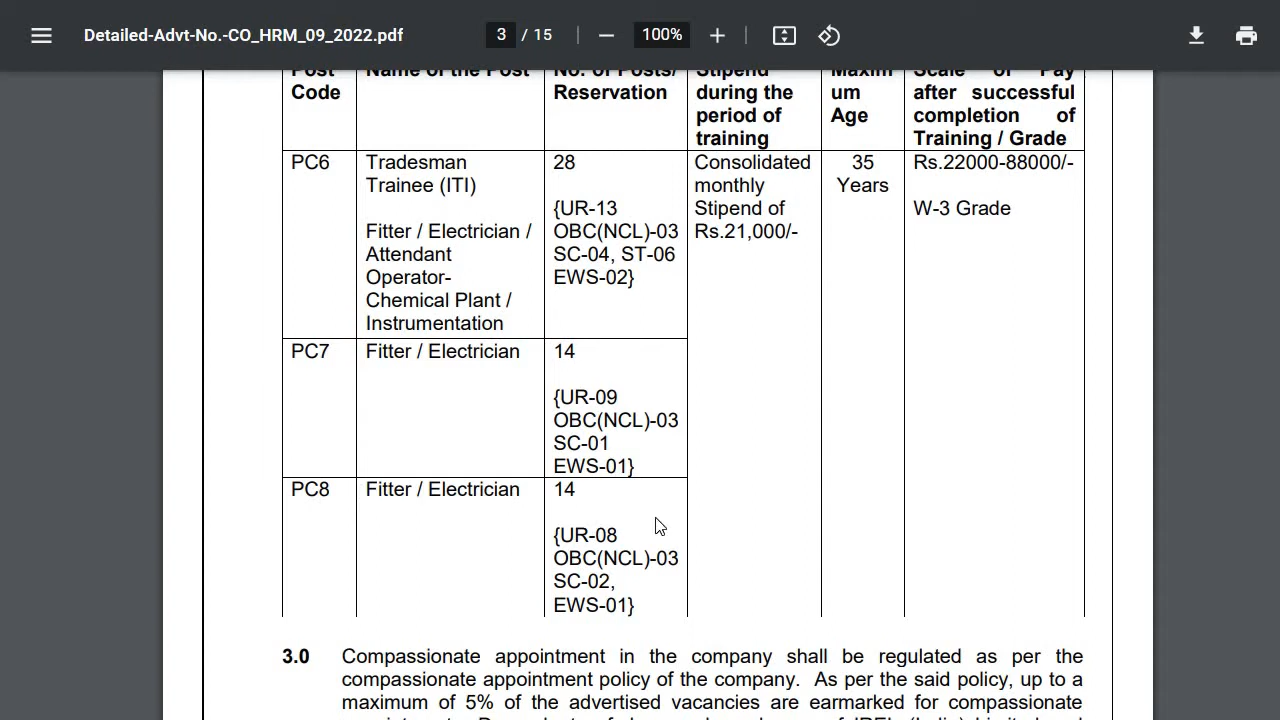 Detailed-Advt-No.-CO_HRM_09_2022.pdf
3 / 15
100%
Post Code
Name of the Post
No. of Posts/ Reservation
Stipend during the period of training
Maxim um Age
Scale of Pay after successful completion of Training / Grade
PC6
Tradesman
Trainee (ITI)
Fitter / Electrician /
Attendant
Operator-
Chemical Plant /
Instrumentation
28
{UR-13
OBC(NCL)-03
SC-04, ST-06
EWS-02}
Consolidated
monthly
Stipend of
Rs.21,000/-
35
Years
Rs.22000-88000/-
W-3 Grade
PC7
Fitter / Electrician
14
{UR-09
OBC(NCL)-03
SC-01
EWS-01}
PC8
Fitter / Electrician
14
{UR-08
OBC(NCL)-03
SC-02,
EWS-01}
3.0 Compassionate appointment in the company shall be regulated as per the
compassionate appointment policy of the company. As per the said policy, up to a
maximum of 5% of the advertised vacancies are earmarked for compassionate